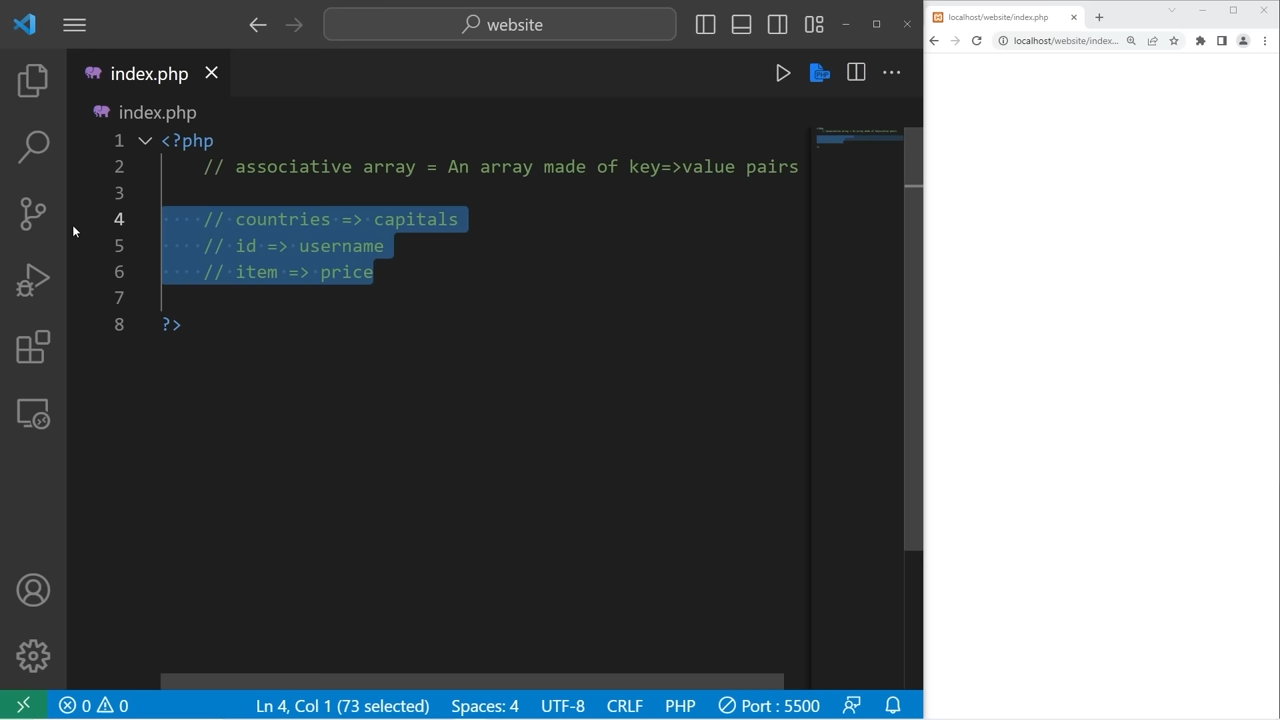 website
index.php
index.php
1 <?php
2 // associative array = An array made of key=>value pairs
3
4 // countries => capitals
5 // id => username
6 // item => price
7
8 ?>
0 0 Ln 4, Col 1 (73 selected) Spaces: 4 UTF-8 CRLF PHP Port : 5500
localhost/website/index.php
localhost/website/index...